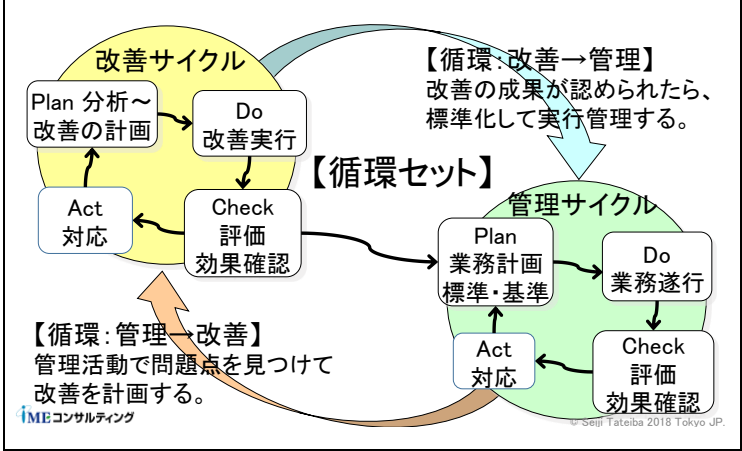 改善サイクル
Plan 分析～
改善の計画
Do
改善実行
Check
評価
効果確認
Act
対応
【循環：改善→管理】
改善の成果が認められたら、
標準化して実行管理する。
【循環セット】
管理サイクル
Plan
業務計画
標準・基準
Do
業務遂行
Check
評価
効果確認
Act
対応
【循環：管理→改善】
管理活動で問題点を見つけて
改善を計画する。
iMEコンサルティング
© Seiji Tateiba 2018 Tokyo JP.